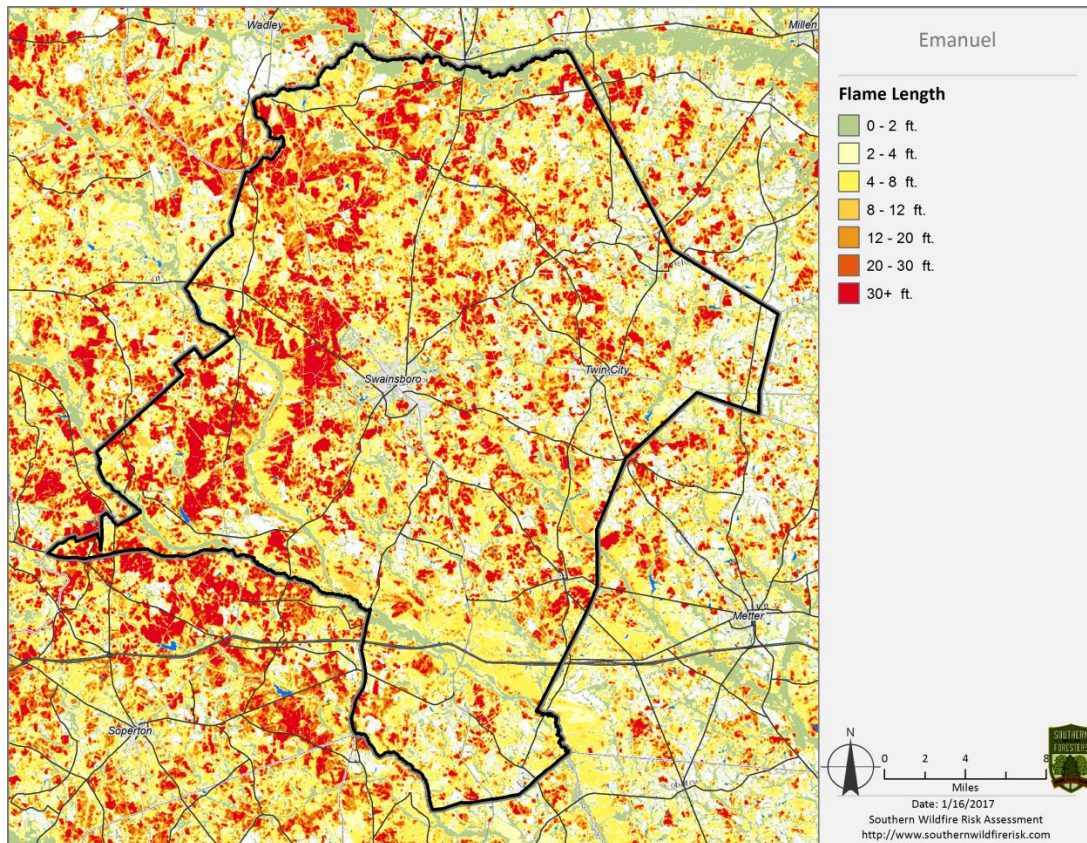 Emanuel
Flame Length
0 - 2 ft.
2 - 4 ft.
4 - 8 ft.
8 - 12 ft.
12 - 20 ft.
20 - 30 ft.
30+ ft.
Wadley
Millen
Swainsboro
Twin City
Metter
Soperton
N
0 2 4 8
Miles
Date: 1/16/2017
Southern Wildfire Risk Assessment
http://www.southernwildfirerisk.com
SOUTHERN
FORESTERS